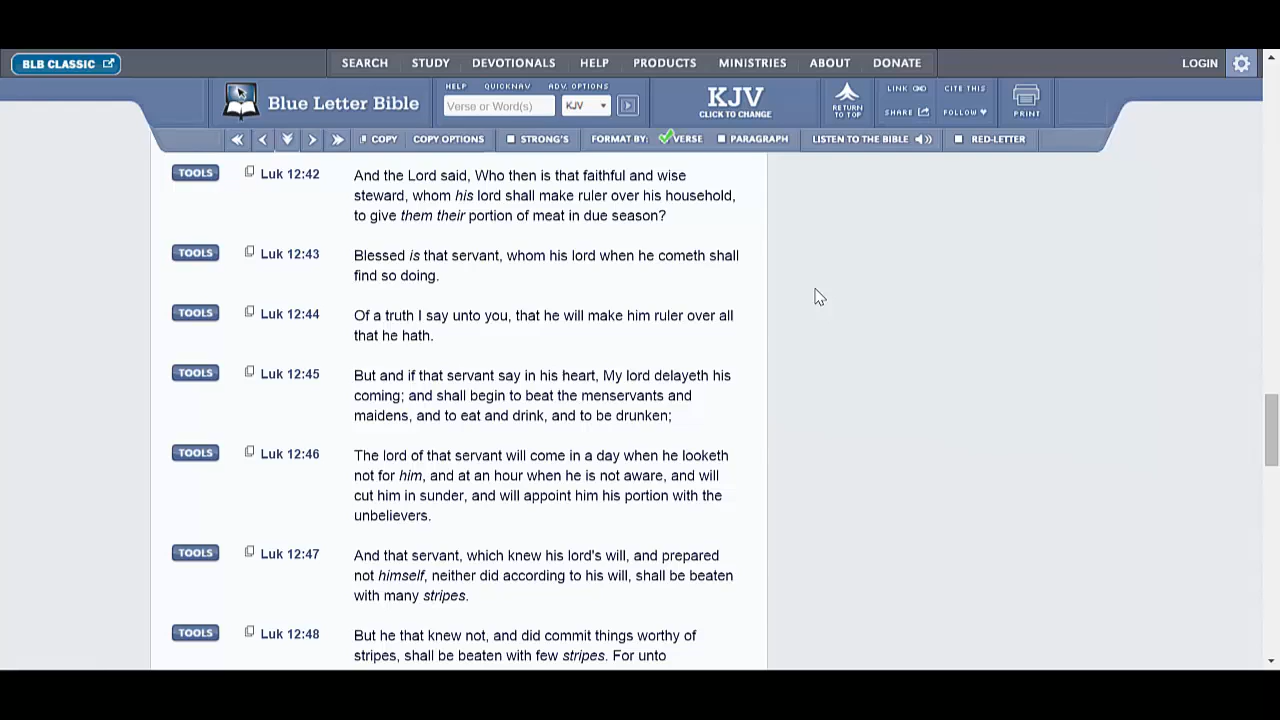 BLB CLASSIC
SEARCH STUDY DEVOTIONALS HELP PRODUCTS MINISTRIES ABOUT DONATE
LOGIN
HELP QUICKNAV ADV. OPTIONS
Blue Letter Bible
Verse or Word(s)
KJV
KJV
CLICK TO CHANGE
RETURN
TO TOP
LINK
CITE THIS
SHARE
FOLLOW
PRINT
COPY COPY OPTIONS STRONG'S FORMAT BY: VERSE PARAGRAPH LISTEN TO THE BIBLE RED-LETTER
TOOLS Luk 12:42 And the Lord said, Who then is that faithful and wise
steward, whom his lord shall make ruler over his household,
to give them their portion of meat in due season?
TOOLS Luk 12:43 Blessed is that servant, whom his lord when he cometh shall
find so doing.
TOOLS Luk 12:44 Of a truth I say unto you, that he will make him ruler over all
that he hath.
TOOLS Luk 12:45 But and if that servant say in his heart, My lord delayeth his
coming; and shall begin to beat the menservants and
maidens, and to eat and drink, and to be drunken;
TOOLS Luk 12:46 The lord of that servant will come in a day when he looketh
not for him, and at an hour when he is not aware, and will
cut him in sunder, and will appoint him his portion with the
unbelievers.
TOOLS Luk 12:47 And that servant, which knew his lord's will, and prepared
not himself, neither did according to his will, shall be beaten
with many stripes.
TOOLS Luk 12:48 But he that knew not, and did commit things worthy of
stripes, shall be beaten with few stripes. For unto